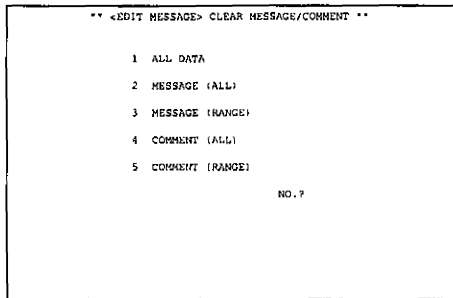 ** <EDIT MESSAGE> CLEAR MESSAGE/COMMENT **
1 ALL DATA
2 MESSAGE (ALL)
3 MESSAGE (RANGE)
4 COMMENT (ALL)
5 COMMENT (RANGE)
NO.?